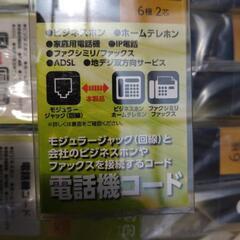 6極2芯
●ビジネスホン ●ホームテレホン
●家庭用電話機 ●IP電話
●ファクシミリ/ファックス
●ADSL ●地デジ双方向サービス
モジュラー
ジャック(回線)
本製品
ビジネスホン
ホームテレホン
ファクシミリ
ファックス
モジュラージャック(回線)と
会社のビジネスホンや
ファックスを接続するコード
電話機コード